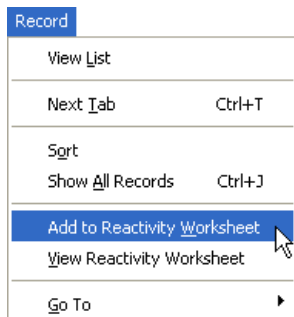 Record
View List
Next Tab Ctrl+T
Sort
Show All Records Ctrl+J
Add to Reactivity Worksheet
View Reactivity Worksheet
Go To